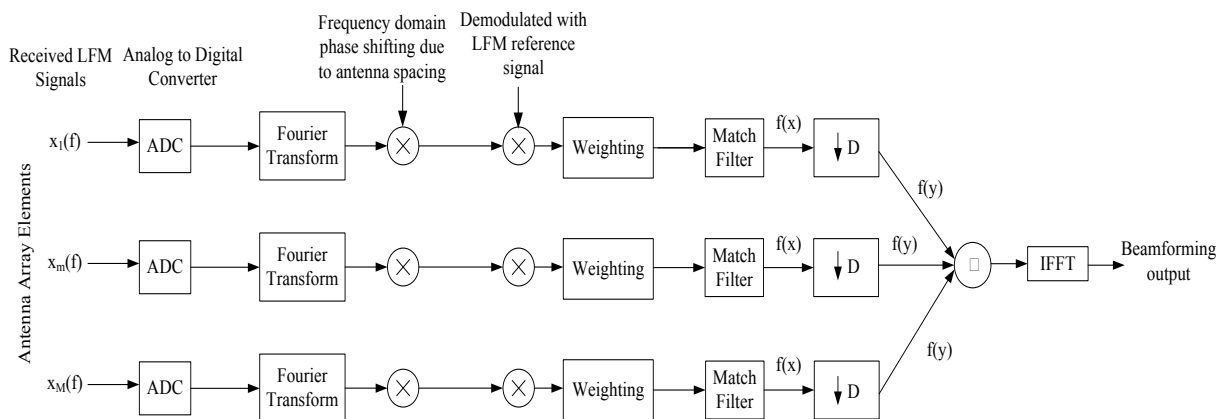 Received LFM
Signals
Analog to Digital
Converter
Frequency domain
phase shifting due
to antenna spacing
Demodulated with
LFM reference
signal
Antenna Array Elements
x1(f)
ADC
Fourier
Transform
Weighting
Match
Filter
f(x)
D
f(y)
xm(f)
ADC
Fourier
Transform
Weighting
Match
Filter
f(x)
D
f(y)
IFFT
Beamforming
output
xM(f)
ADC
Fourier
Transform
Weighting
Match
Filter
f(x)
D
f(y)